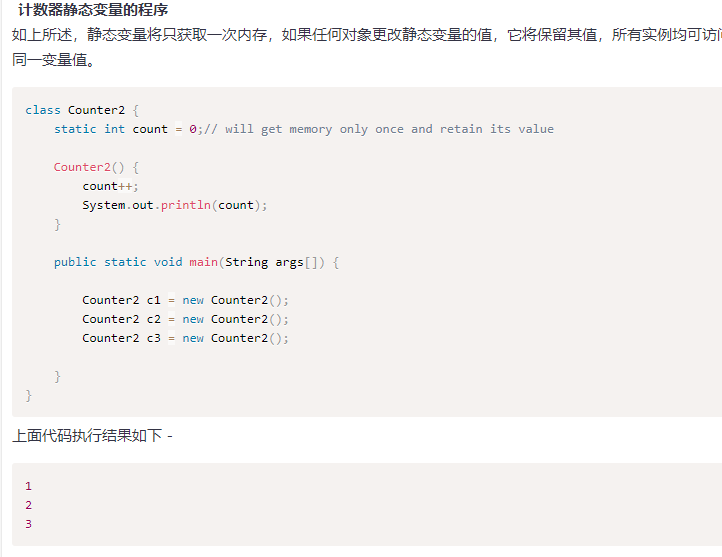 计数器静态变量的程序
如上所述，静态变量将只获取一次内存，如果任何对象更改静态变量的值，它将保留其值，所有实例均可访
同一变量值。
class Counter2 {
    static int count = 0;// will get memory only once and retain its value
    Counter2() {
        count++;
        System.out.println(count);
    }
    public static void main(String args[]) {
        Counter2 c1 = new Counter2();
        Counter2 c2 = new Counter2();
        Counter2 c3 = new Counter2();
    }
}
上面代码执行结果如下 -
1
2
3